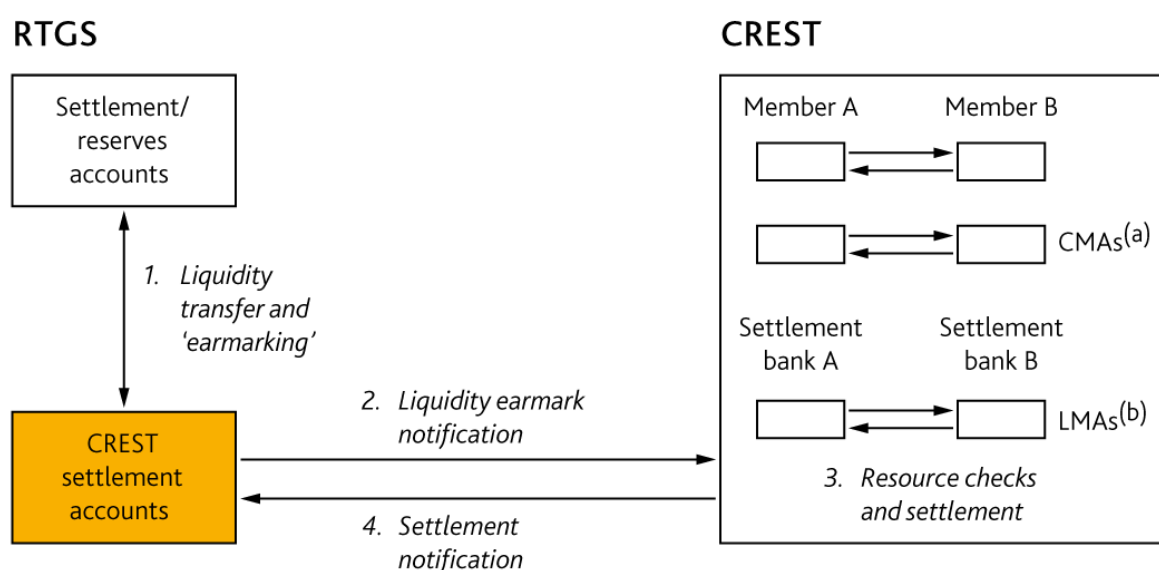 RTGS
Settlement/
reserves
accounts
1. Liquidity
transfer and
‘earmarking’
CREST
settlement
accounts
2. Liquidity earmark
notification
4. Settlement
notification
CREST
Member A
Member B
CMAs(a)
Settlement
bank A
Settlement
bank B
LMAs(b)
3. Resource checks
and settlement